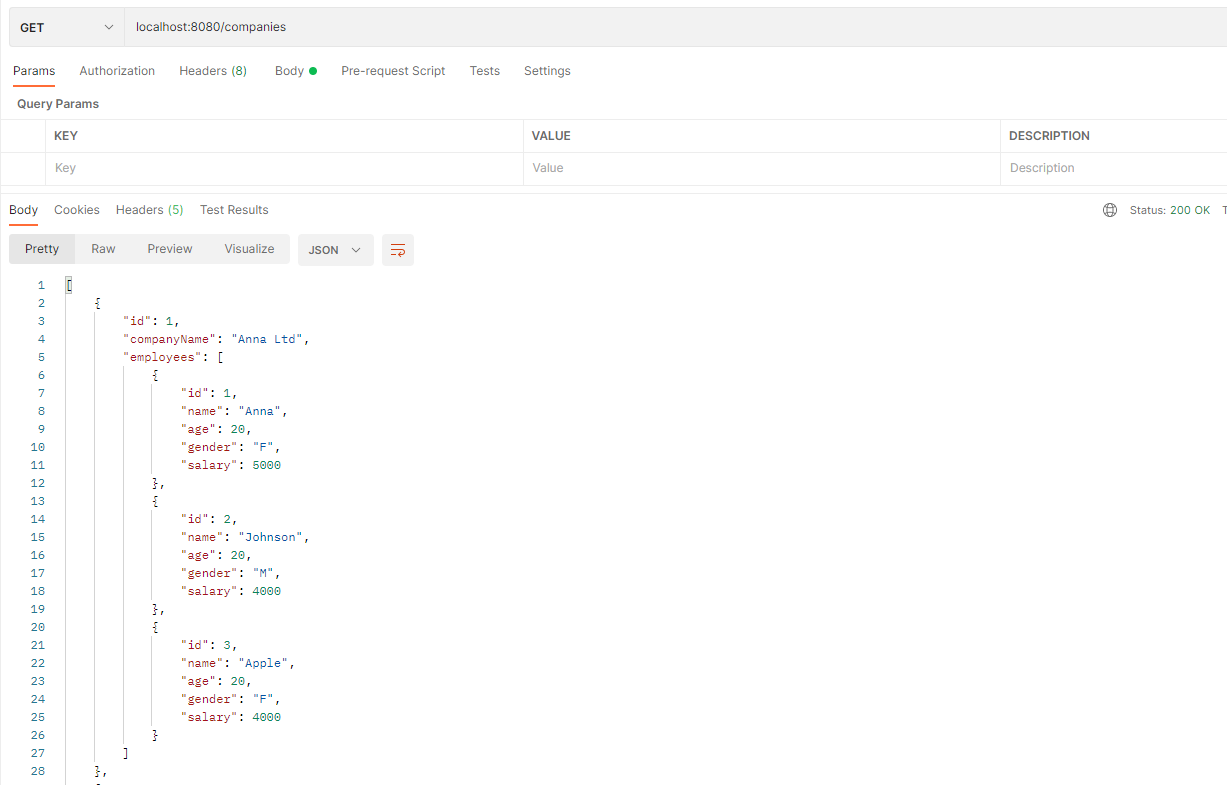 GET localhost:8080/companies
Params Authorization Headers (8) Body Pre-request Script Tests Settings
Query Params
KEY VALUE DESCRIPTION
Key Value Description
Body Cookies Headers (5) Test Results Status: 200 OK T
Pretty Raw Preview Visualize JSON
1 [
2 {
3 "id": 1,
4 "companyName": "Anna Ltd",
5 "employees": [
6 {
7 "id": 1,
8 "name": "Anna",
9 "age": 20,
10 "gender": "F",
11 "salary": 5000
12 },
13 {
14 "id": 2,
15 "name": "Johnson",
16 "age": 20,
17 "gender": "M",
18 "salary": 4000
19 },
20 {
21 "id": 3,
22 "name": "Apple",
23 "age": 20,
24 "gender": "F",
25 "salary": 4000
26 }
27 ]
28 },